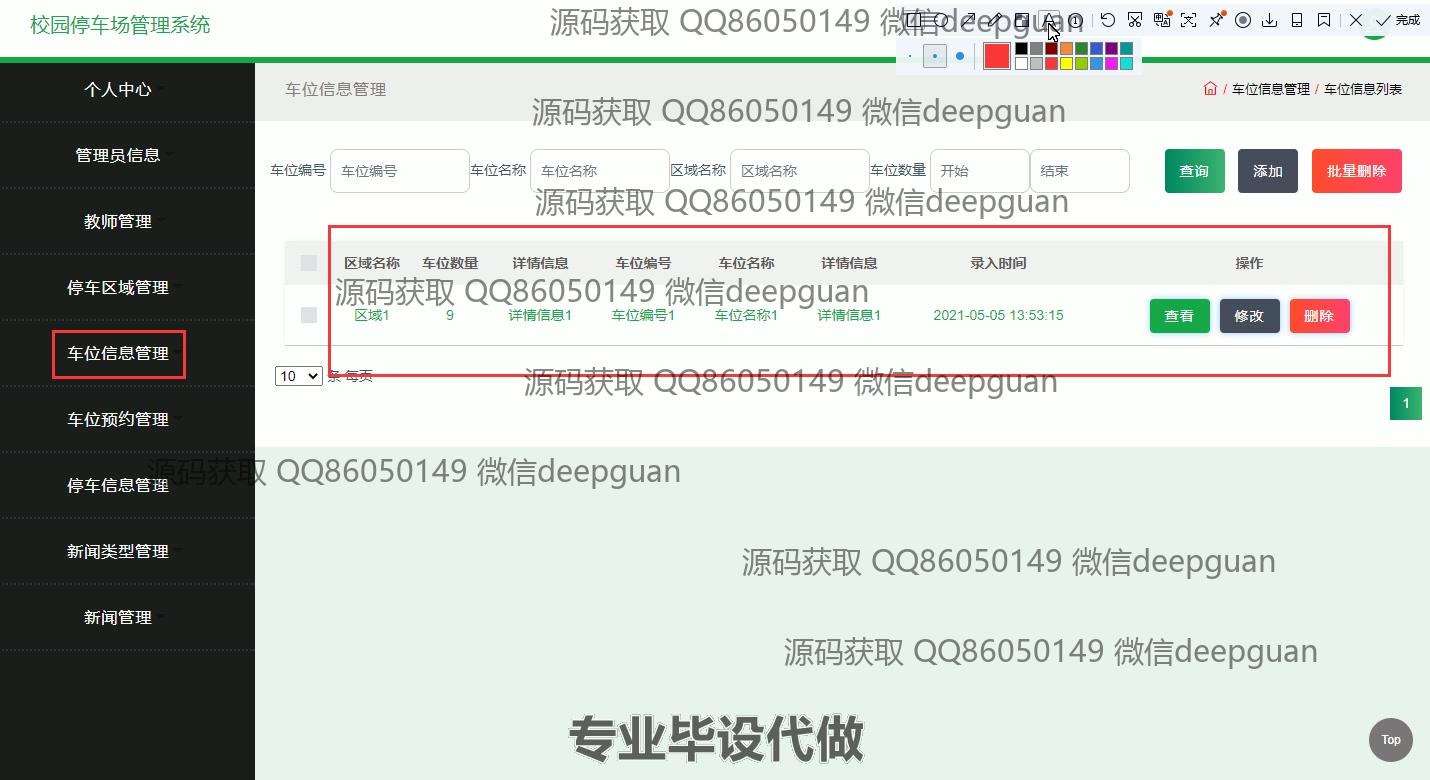 校园停车场管理系统
源码获取 QQ86050149 微信deepguan
完成
个人中心
管理员信息
教师管理
停车区域管理
车位信息管理
车位预约管理
停车信息管理
新闻类型管理
新闻管理
车位信息管理
/ 车位信息管理 / 车位信息列表
源码获取 QQ86050149 微信deepguan
车位编号 车位编号 车位名称 车位名称 区域名称 区域名称 车位数量 开始 结束 查询 添加 批量删除
源码获取 QQ86050149 微信deepguan
区域名称 车位数量 详情信息 车位编号 车位名称 详情信息 录入时间 操作
源码获取 QQ86050149 微信deepguan
区域1 9 详情信息1 车位编号1 车位名称1 详情信息1 2021-05-05 13:53:15 查看 修改 删除
10 条 每页
源码获取 QQ86050149 微信deepguan
1
源码获取 QQ86050149 微信deepguan
源码获取 QQ86050149 微信deepguan
源码获取 QQ86050149 微信deepguan
专业毕设代做
Top